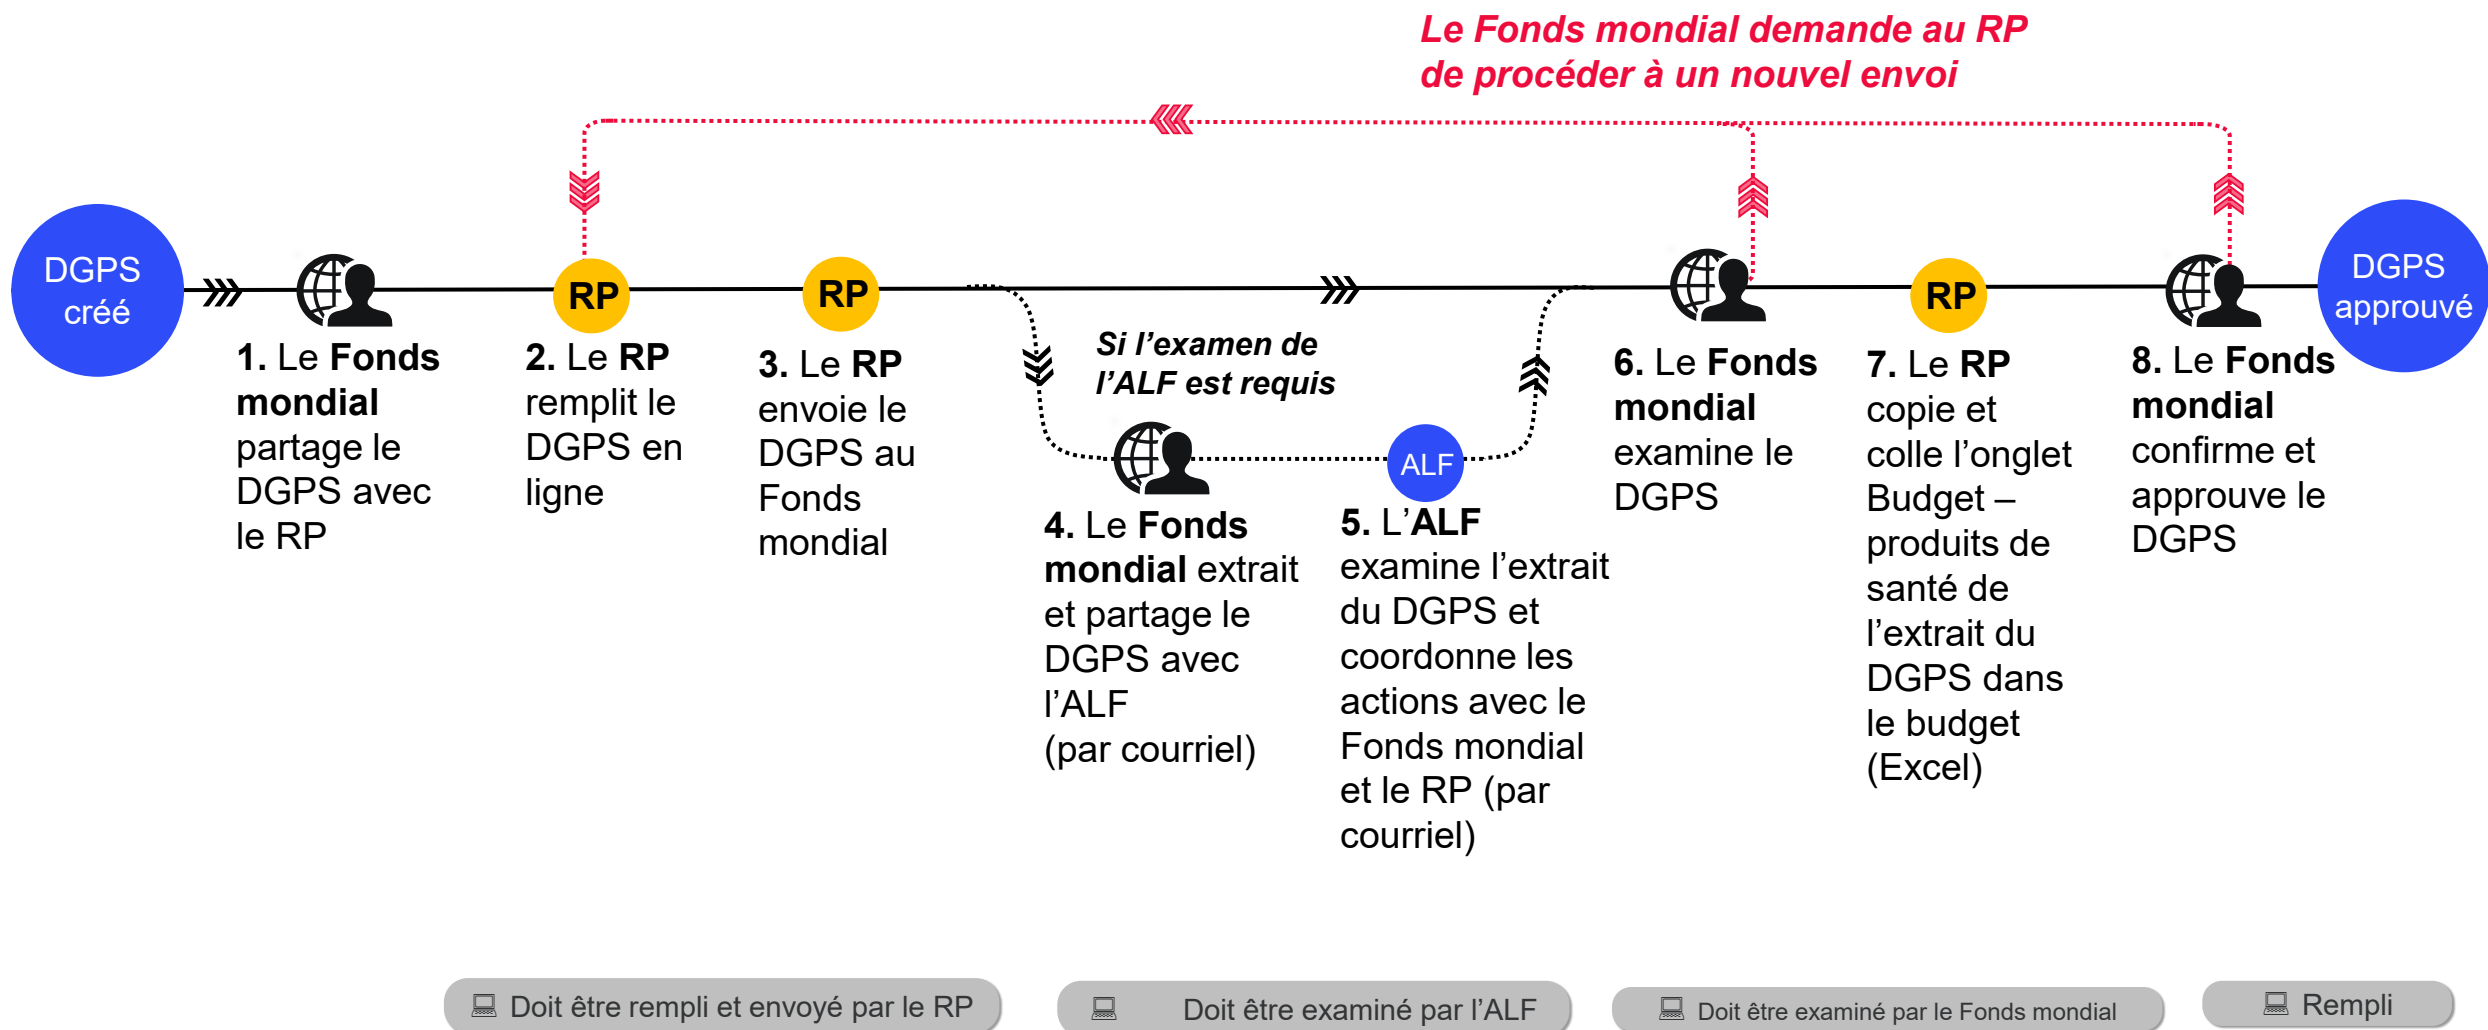 Le Fonds mondial demande au RP
de procéder à un nouvel envoi
DGPS
créé
RP
RP
RP
DGPS
approuvé
1. Le Fonds
mondial
partage le
DGPS avec
le RP
2. Le RP
remplit le
DGPS en
ligne
3. Le RP
envoie le
DGPS au
Fonds
mondial
Si l’examen de
l’ALF est requis
ALF
4. Le Fonds
mondial extrait
et partage le
DGPS avec
l’ALF
(par courriel)
5. L’ALF
examine l’extrait
du DGPS et
coordonne les
actions avec le
Fonds mondial
et le RP (par
courriel)
6. Le Fonds
mondial
examine le
DGPS
7. Le RP
copie et
colle l’onglet
Budget –
produits de
santé de
l’extrait du
DGPS dans
le budget
(Excel)
8. Le Fonds
mondial
confirme et
approuve le
DGPS
Doit être rempli et envoyé par le RP
Doit être examiné par l’ALF
Doit être examiné par le Fonds mondial
Rempli